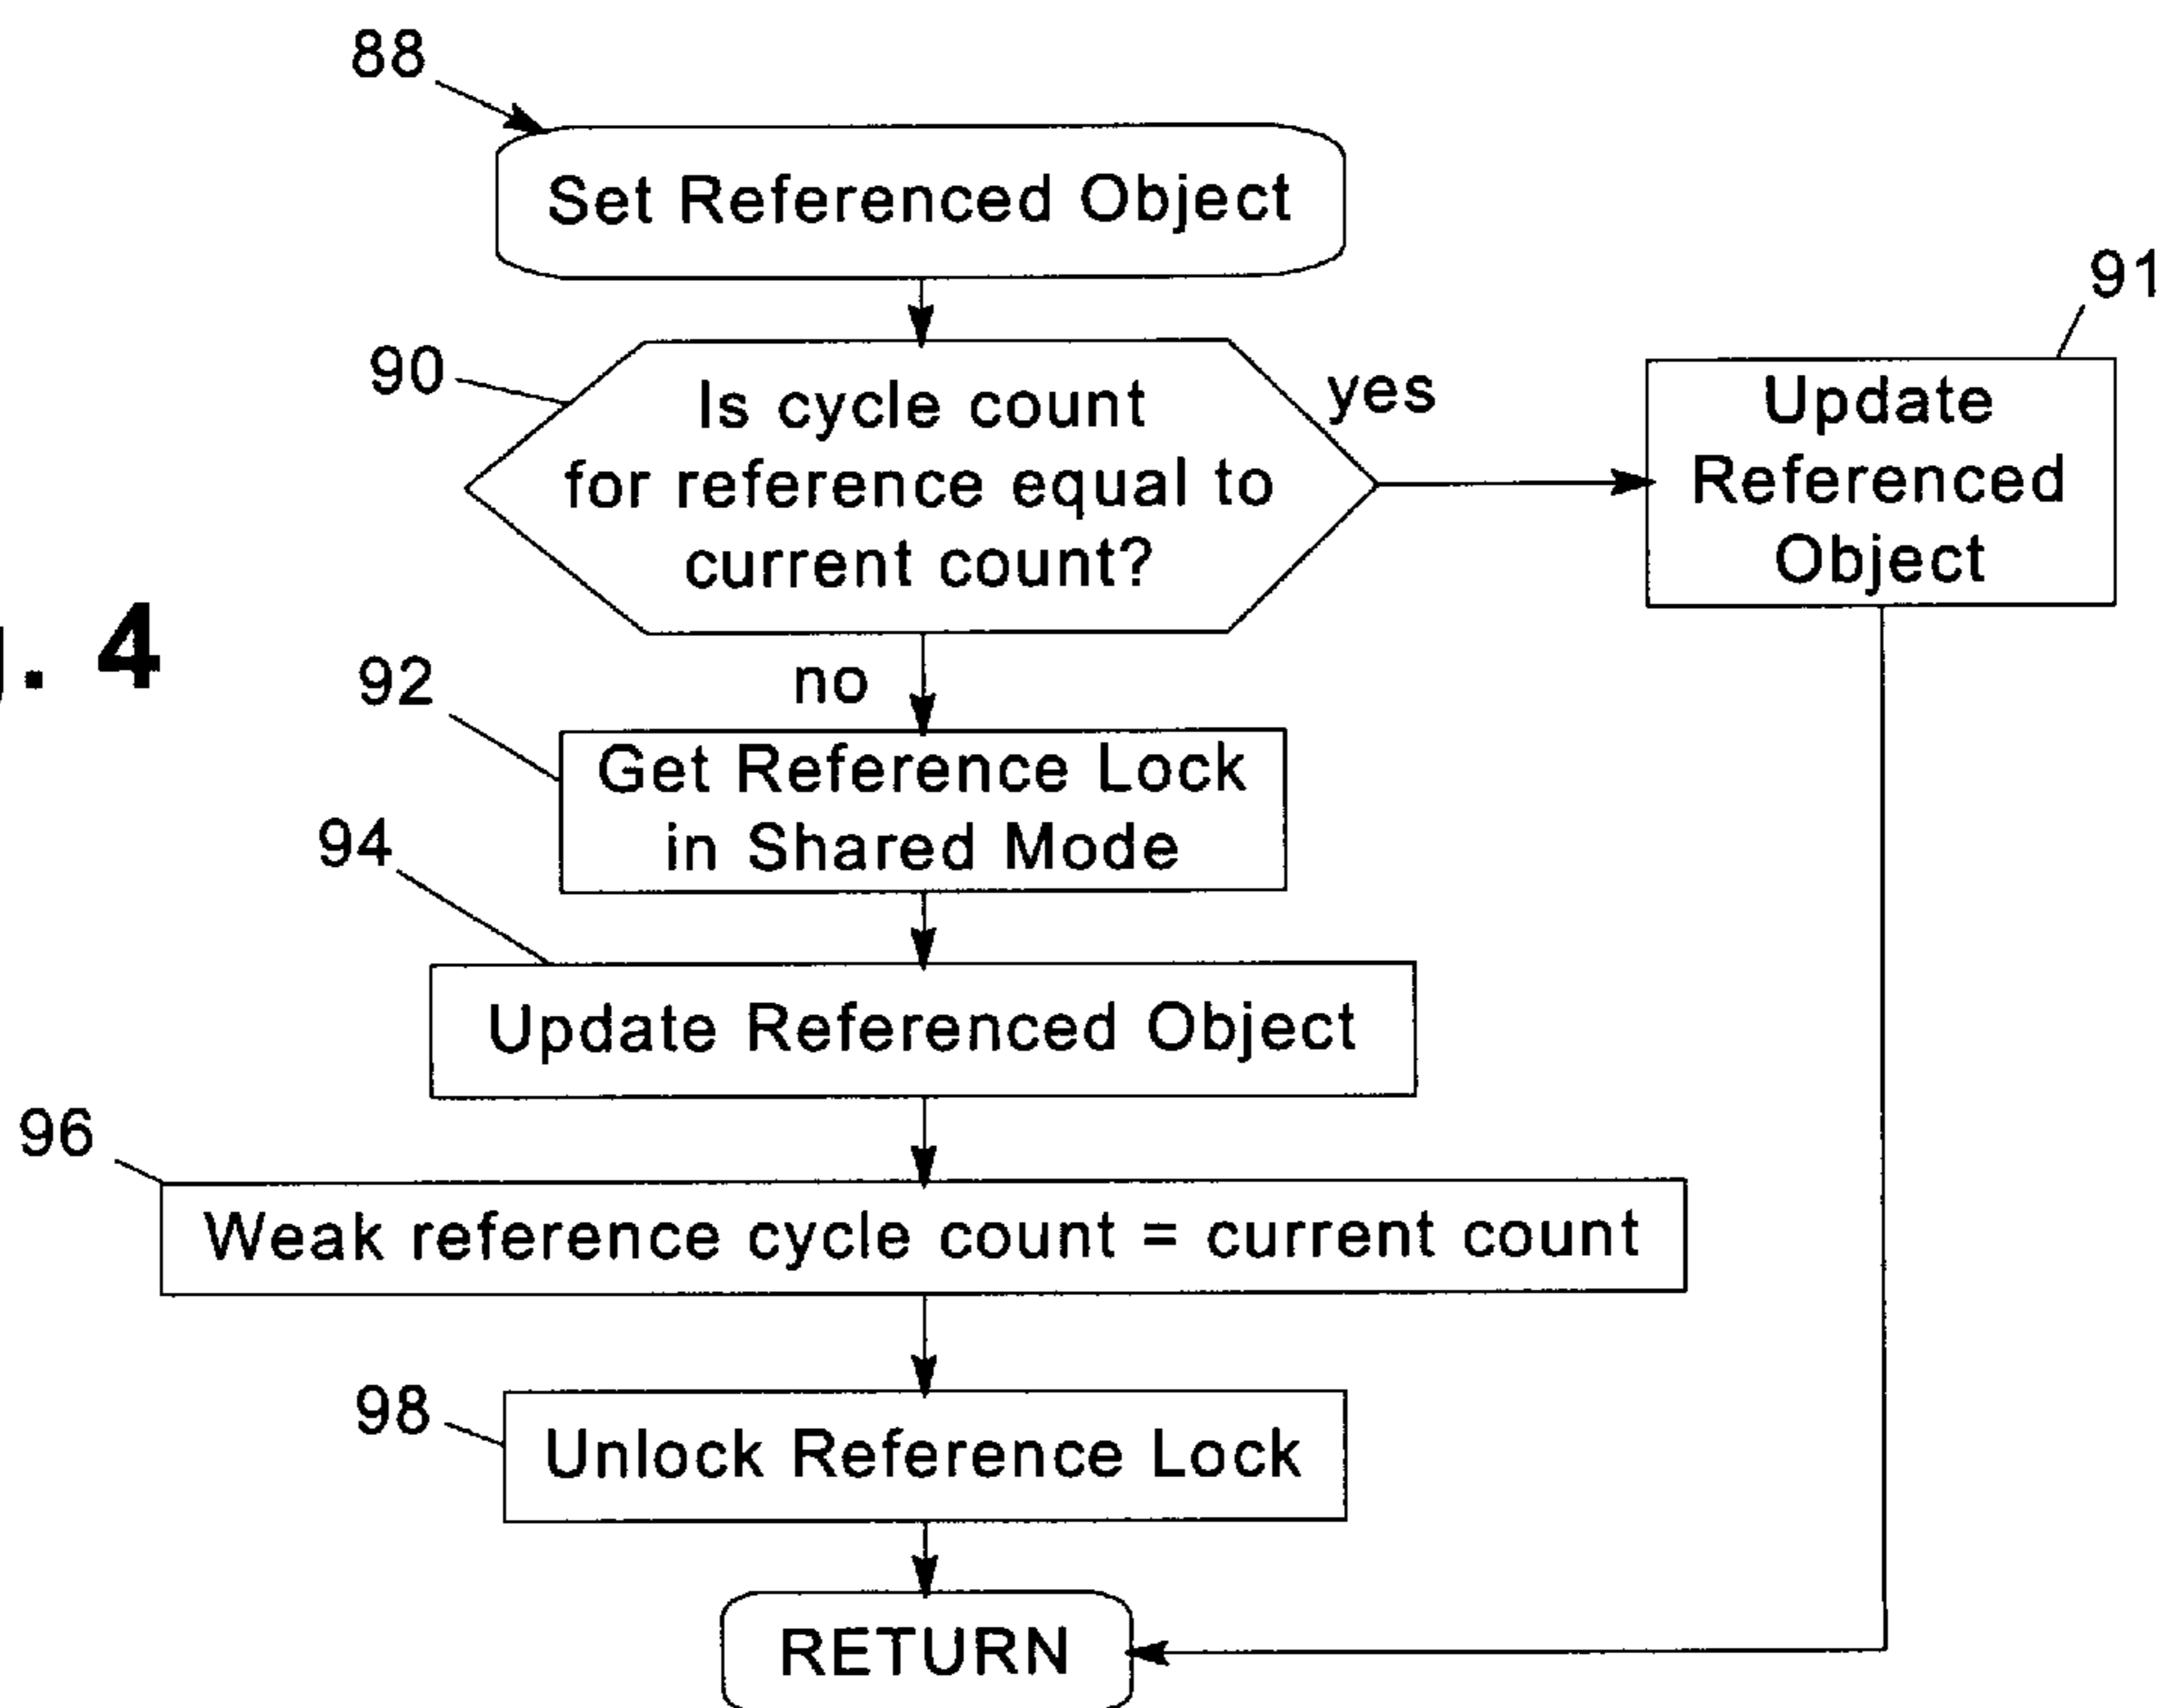 88
Set Referenced Object
91
90
Is cycle count
for reference equal to
current count?
yes
Update
Referenced
Object
. 4
no
92
Get Reference Lock
in Shared Mode
94
Update Referenced Object
96
Weak reference cycle count = current count
98
Unlock Reference Lock
RETURN